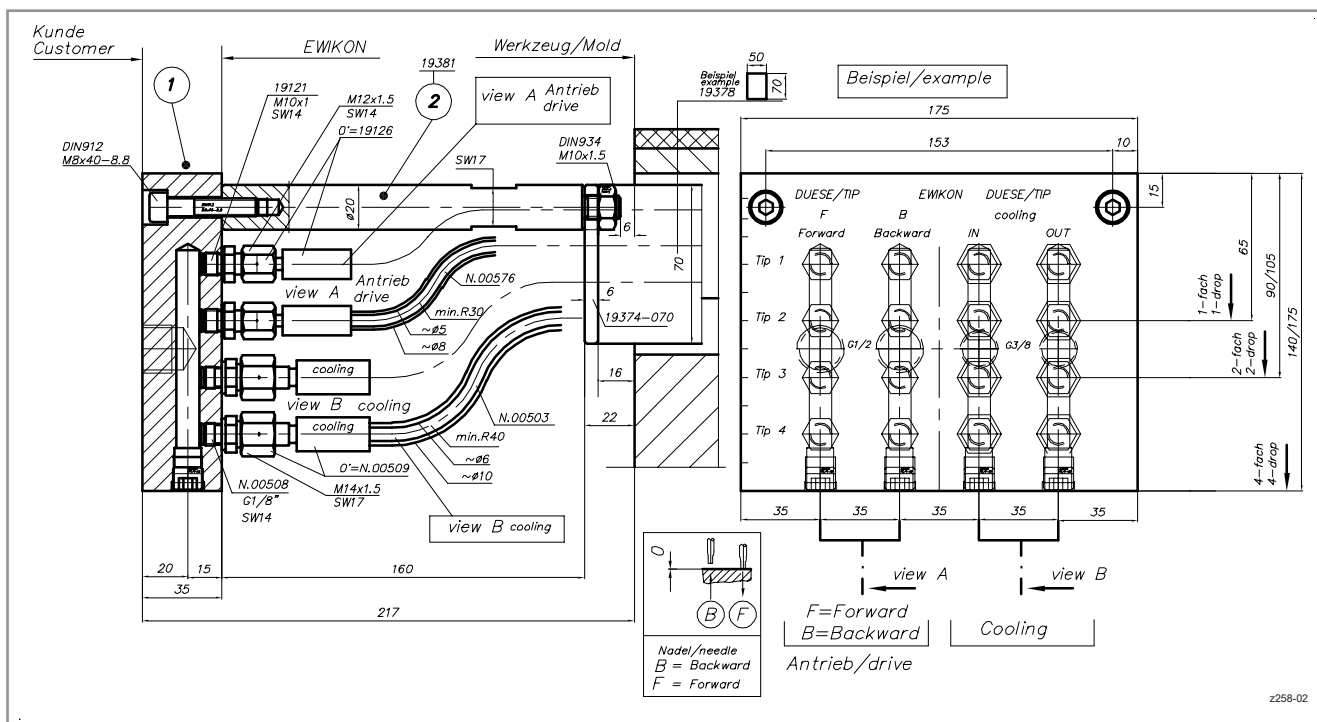 Kunde
Customer
EWIKON
Werkzeug/Mold
1
19381
2
19121
M10x1
SW14
M12x1.5
SW14
0'=19126
view A Antrieb
drive
DIN912
M8x40-8.8
SW17
ø20
DIN934
M10x1.5
6
70
view A Antrieb
drive
N.00576
min.R30
~ø5
~ø8
6
19374-070
cooling
view B cooling
16
cooling
N.00503
22
min.R40
~ø6
~ø10
0'=N.00509
N.00508
G1/8"
SW14
M14x1.5
SW17
view B cooling
20
15
160
35
217
Beispiel
example
19378
50
70
Beispiel/example
175
153
10
15
DUESE/TIP
EWIKON
DUESE/TIP
F
B
cooling
Forward
Backward
IN
OUT
Tip 1
Tip 2
G1/2
G3/8
Tip 3
Tip 4
65
90/105
140/175
1-fach
1-drop
2-fach
2-drop
4-fach
4-drop
35
35
35
35
35
view A
view B
F=Forward
B=Backward
Cooling
Antrieb/drive
0
B
F
Nadel/needle
B = Backward
F = Forward
z258-02